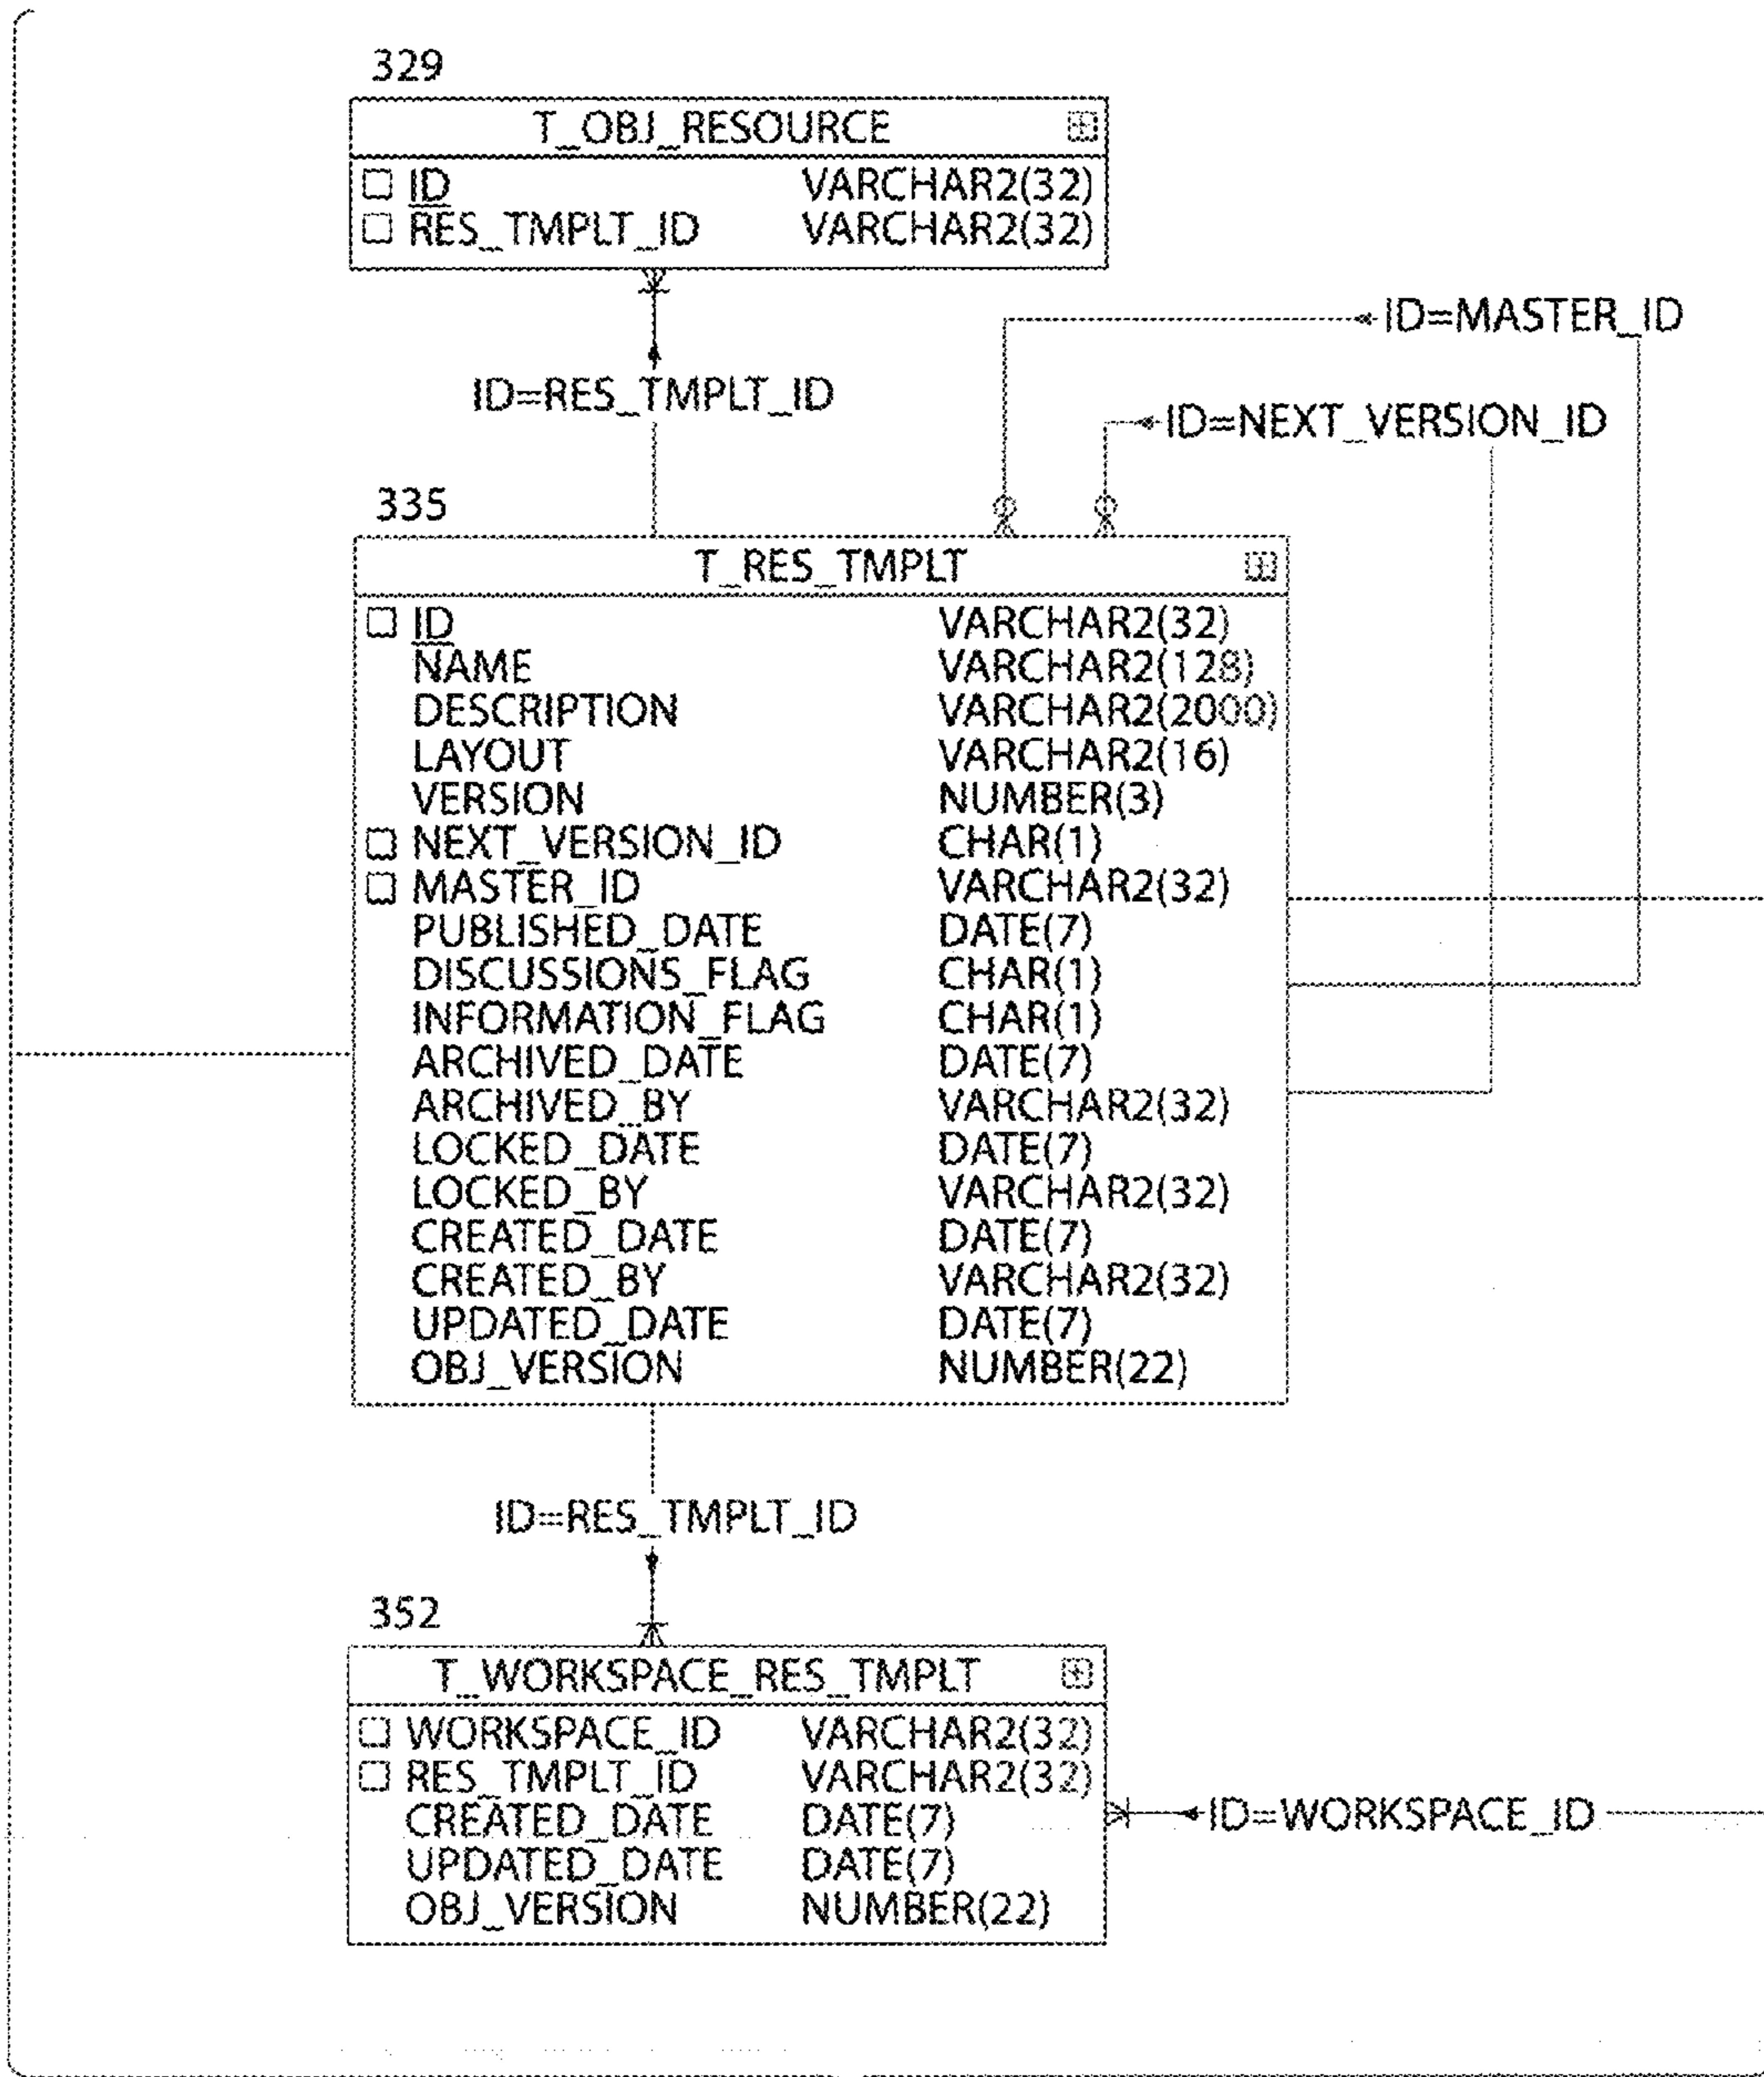 329
T_OBJ_RESOURCE
ID VARCHAR2(32)
RES_TMPLT_ID VARCHAR2(32)
ID=MASTER_ID
ID=RES_TMPLT_ID
ID=NEXT_VERSION_ID
335
T_RES_TMPLT
ID VARCHAR2(32)
NAME VARCHAR2(128)
DESCRIPTION VARCHAR2(2000)
LAYOUT VARCHAR2(16)
VERSION NUMBER(3)
NEXT_VERSION_ID CHAR(1)
MASTER_ID VARCHAR2(32)
PUBLISHED_DATE DATE(7)
DISCUSSIONS_FLAG CHAR(1)
INFORMATION_FLAG CHAR(1)
ARCHIVED_DATE DATE(7)
ARCHIVED_BY VARCHAR2(32)
LOCKED_DATE DATE(7)
LOCKED_BY VARCHAR2(32)
CREATED_DATE DATE(7)
CREATED_BY VARCHAR2(32)
UPDATED_DATE DATE(7)
OBJ_VERSION NUMBER(22)
ID=RES_TMPLT_ID
352
T_WORKSPACE_RES_TMPLT
WORKSPACE_ID VARCHAR2(32)
RES_TMPLT_ID VARCHAR2(32)
CREATED_DATE DATE(7)
ID=WORKSPACE_ID
UPDATED_DATE DATE(7)
OBJ_VERSION NUMBER(22)